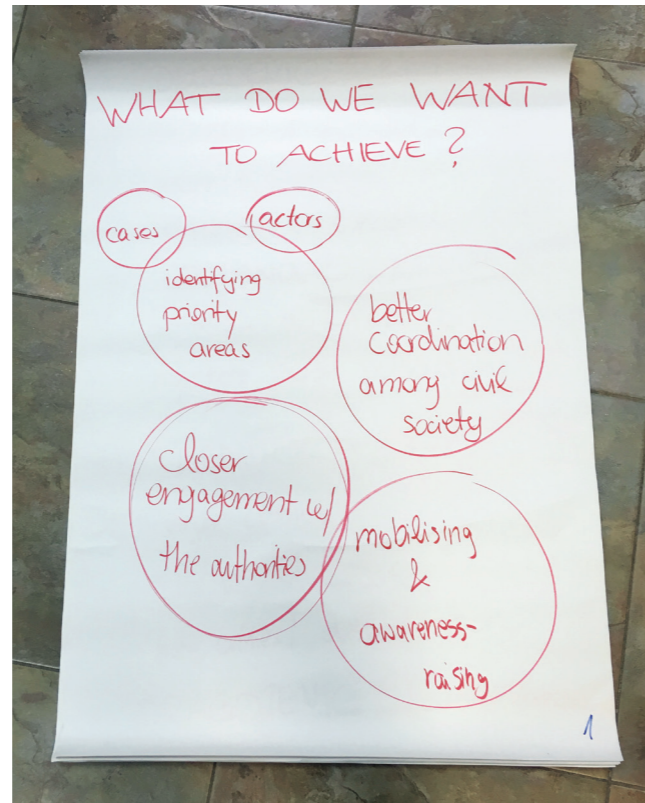 WHAT DO WE WANT
TO ACHIEVE?
cases
actors
identifying
priority
areas
better
coordination
among civil
society
closer
engagement w/
the authorities
mobilising
&
awareness-
raising
1